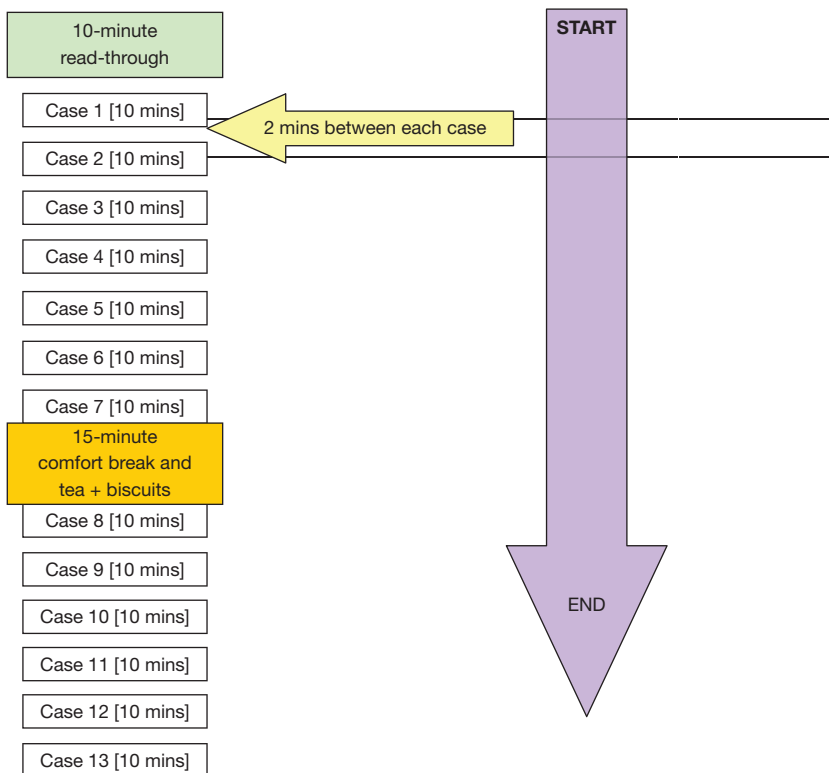 10-minute
read-through
START
Case 1 [10 mins]
2 mins between each case
Case 2 [10 mins]
Case 3 [10 mins]
Case 4 [10 mins]
Case 5 [10 mins]
Case 6 [10 mins]
Case 7 [10 mins]
15-minute
comfort break and
tea + biscuits
Case 8 [10 mins]
Case 9 [10 mins]
END
Case 10 [10 mins]
Case 11 [10 mins]
Case 12 [10 mins]
Case 13 [10 mins]